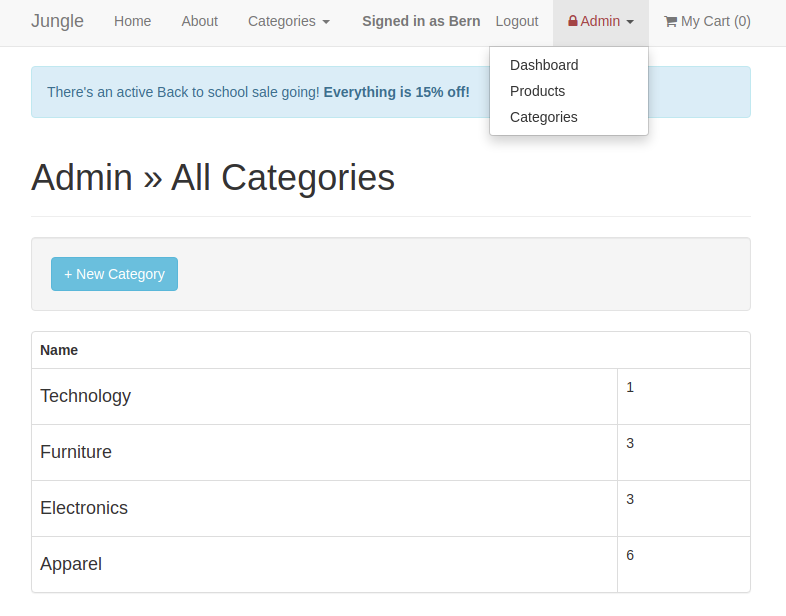 Jungle Home About Categories Signed in as Bern Logout Admin My Cart (0)
Dashboard
Products
Categories
There's an active Back to school sale going! Everything is 15% off!
Admin » All Categories
+ New Category
Name
Technology 1
Furniture 3
Electronics 3
Apparel 6